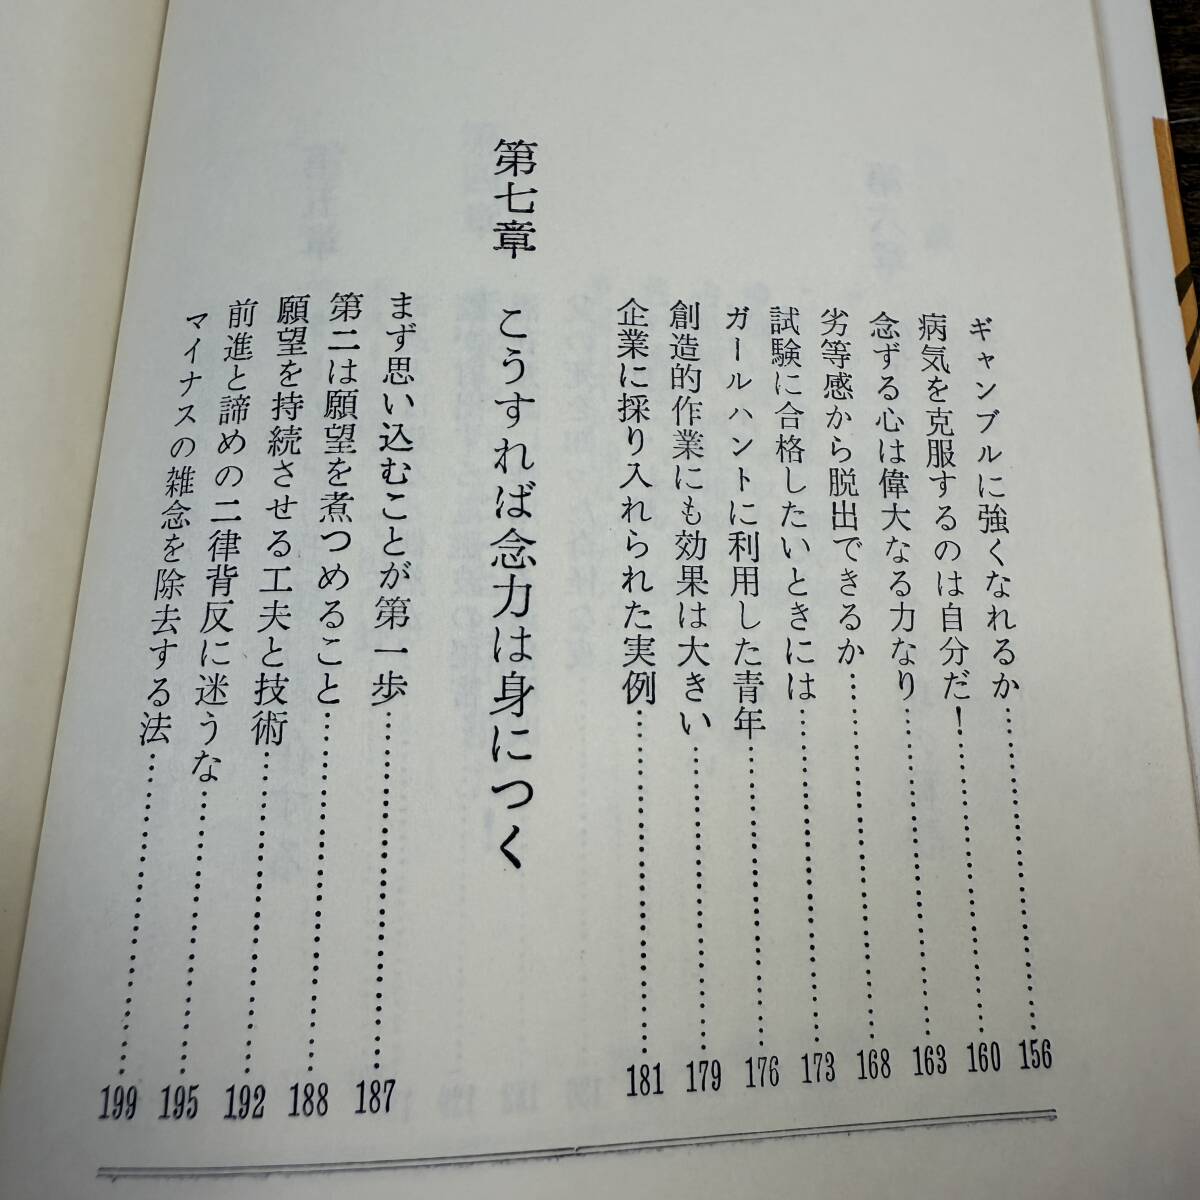 ギャンブルに強くなれるか……………156
病気を克服するのは自分だ！……………160
念ずる心は偉大なる力なり……………163
劣等感から脱出できるか……………168
試験に合格したいときには……………173
ガールハントに利用した青年……………176
創造的作業にも効果は大きい……………179
企業に採り入れられた実例……………181
第七章 こうすれば念力は身につく
まず思い込むことが第一歩……………187
第二は願望を煮つめること……………188
願望を持続させる工夫と技術……………192
前進と諦めの二律背反に迷うな……………195
マイナスの雑念を除去する法……………199